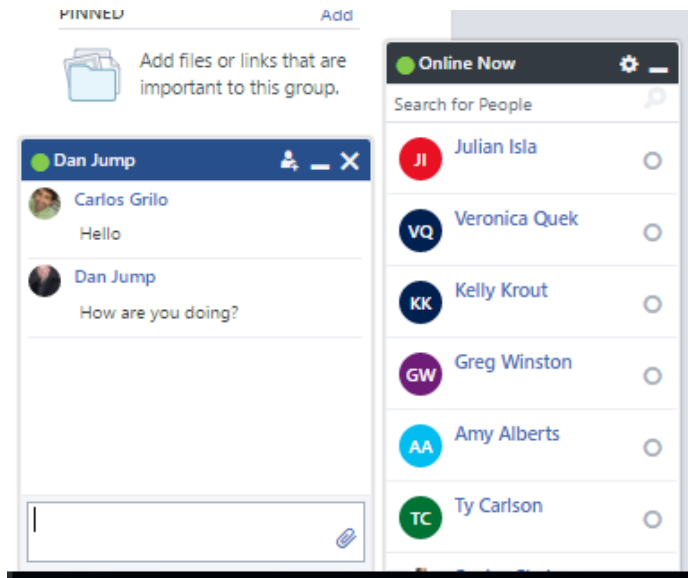 PINNED Add
Add files or links that are
important to this group.
Dan Jump
Carlos Grilo
Hello
Dan Jump
How are you doing?
Online Now
Search for People
JI Julian Isla
VQ Veronica Quek
KK Kelly Krout
GW Greg Winston
AA Amy Alberts
TC Ty Carlson